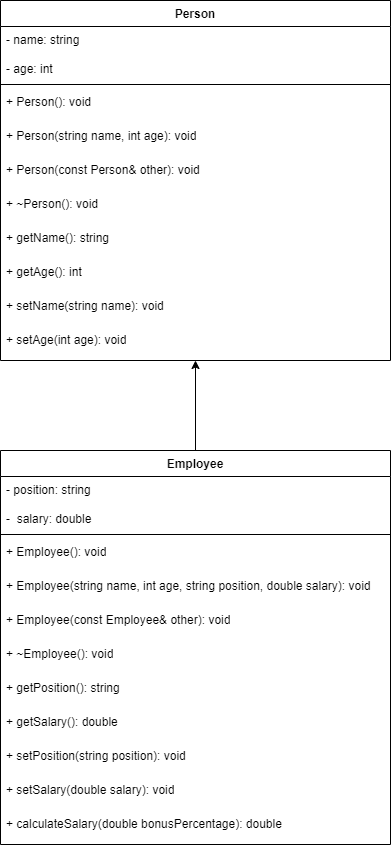 Person
- name: string
- age: int
+ Person(): void
+ Person(string name, int age): void
+ Person(const Person& other): void
+ ~Person(): void
+ getName(): string
+ getAge(): int
+ setName(string name): void
+ setAge(int age): void
Employee
- position: string
-  salary: double
+ Employee(): void
+ Employee(string name, int age, string position, double salary): void
+ Employee(const Employee& other): void
+ ~Employee(): void
+ getPosition(): string
+ getSalary(): double
+ setPosition(string position): void
+ setSalary(double salary): void
+ calculateSalary(double bonusPercentage): double